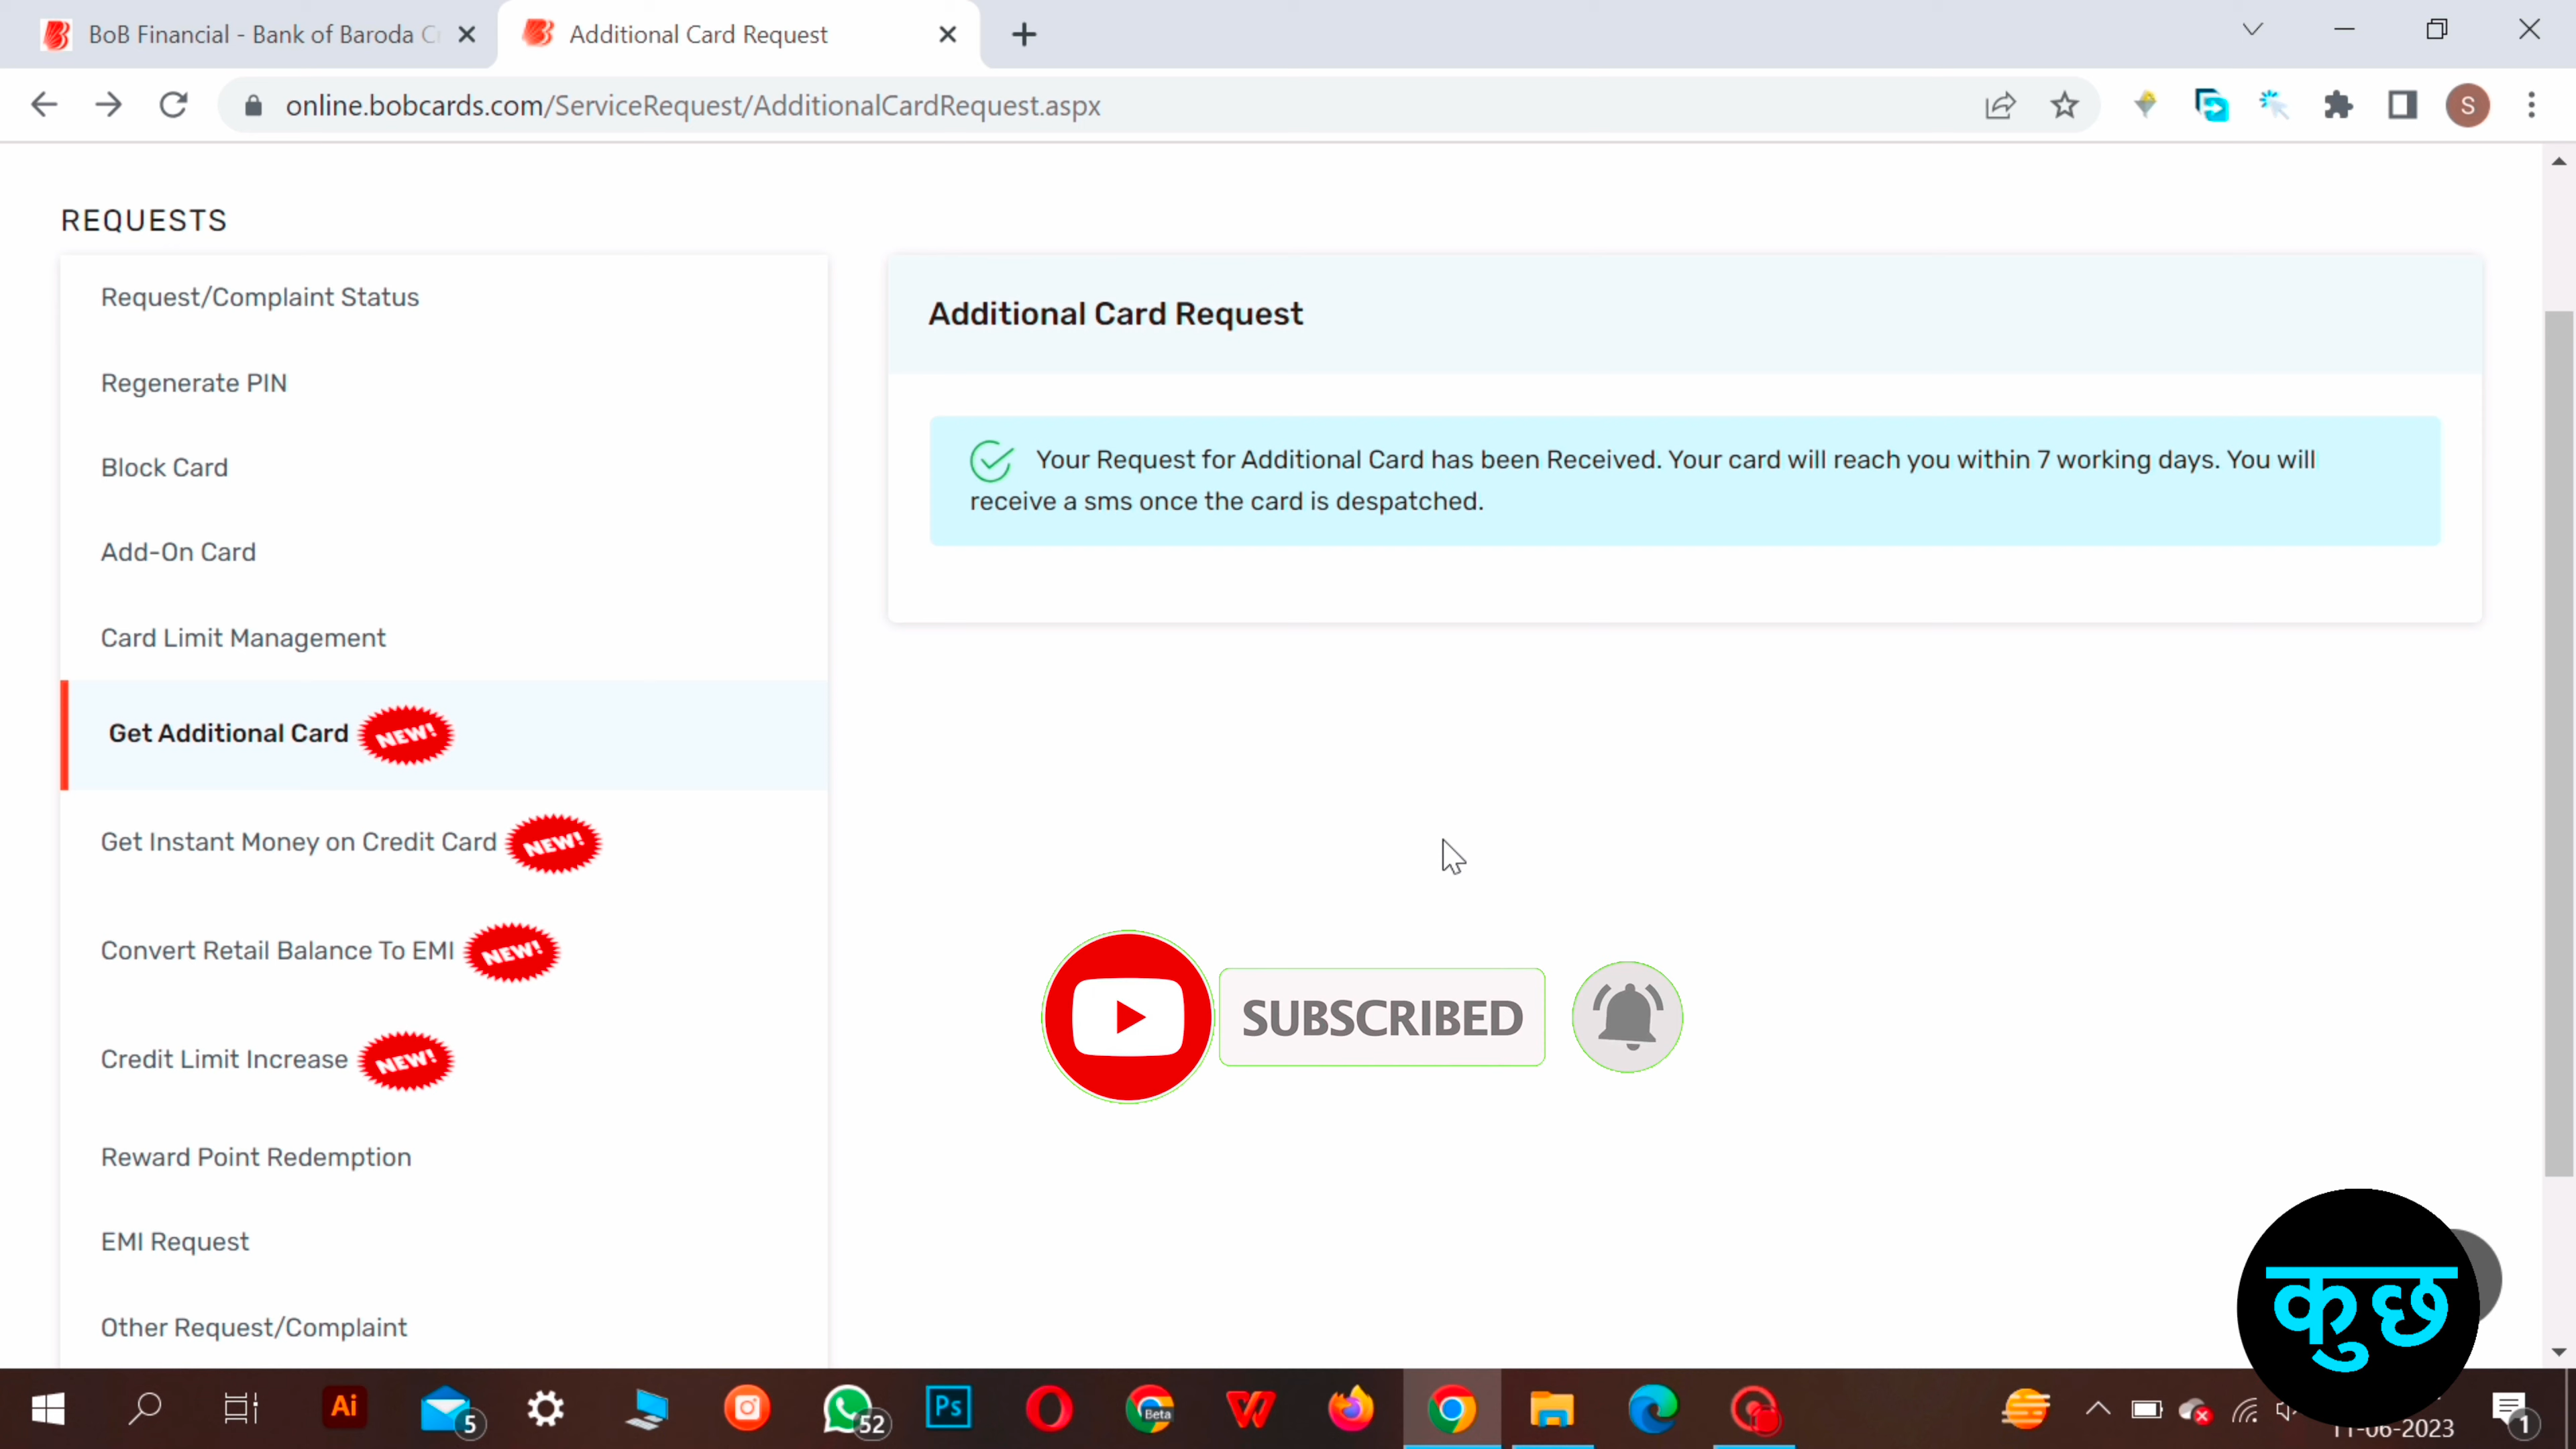 BoB Financial - Bank of Baroda C
Additional Card Request
online.bobcards.com/ServiceRequest/AdditionalCardRequest.aspx
S
REQUESTS
Request/Complaint Status
Regenerate PIN
Block Card
Add-On Card
Card Limit Management
Get Additional Card NEW!
Get Instant Money on Credit Card NEW!
Convert Retail Balance To EMI NEW!
Credit Limit Increase NEW!
Reward Point Redemption
EMI Request
Other Request/Complaint
Additional Card Request
Your Request for Additional Card has been Received. Your card will reach you within 7 working days. You will
receive a sms once the card is despatched.
SUBSCRIBED
कुछ
Ai
5
52
Ps
Beta
11-06-2023
1